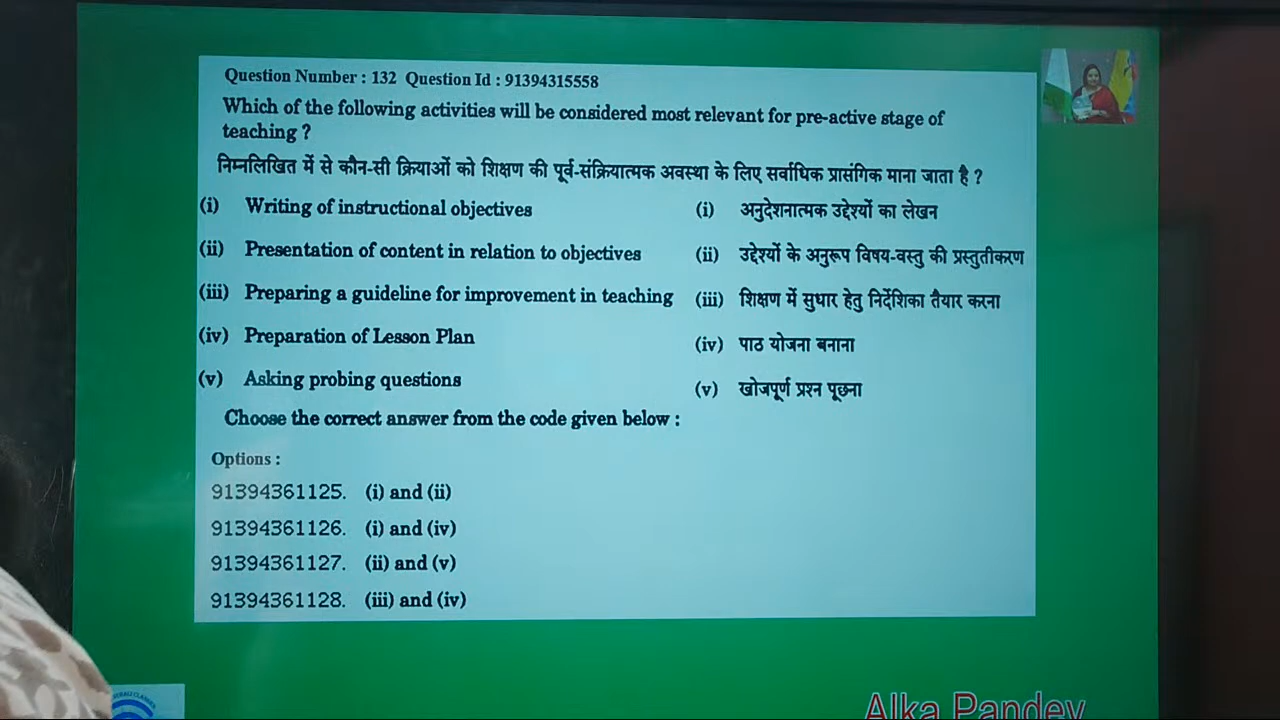 Question Number : 132 Question Id : 91394315558
Which of the following activities will be considered most relevant for pre-active stage of
teaching ?
निम्नलिखित में से कौन-सी क्रियाओं को शिक्षण की पूर्व-संक्रियात्मक अवस्था के लिए सर्वाधिक प्रासंगिक माना जाता है ?
(i) Writing of instructional objectives (i) अनुदेशनात्मक उद्देश्यों का लेखन
(ii) Presentation of content in relation to objectives (ii) उद्देश्यों के अनुरूप विषय-वस्तु की प्रस्तुतीकरण
(iii) Preparing a guideline for improvement in teaching (iii) शिक्षण में सुधार हेतु निर्देशिका तैयार करना
(iv) Preparation of Lesson Plan (iv) पाठ योजना बनाना
(v) Asking probing questions (v) खोजपूर्ण प्रश्न पूछना
Choose the correct answer from the code given below :
Options :
91394361125. (i) and (ii)
91394361126. (i) and (iv)
91394361127. (ii) and (v)
91394361128. (iii) and (iv)
Alka Pandey